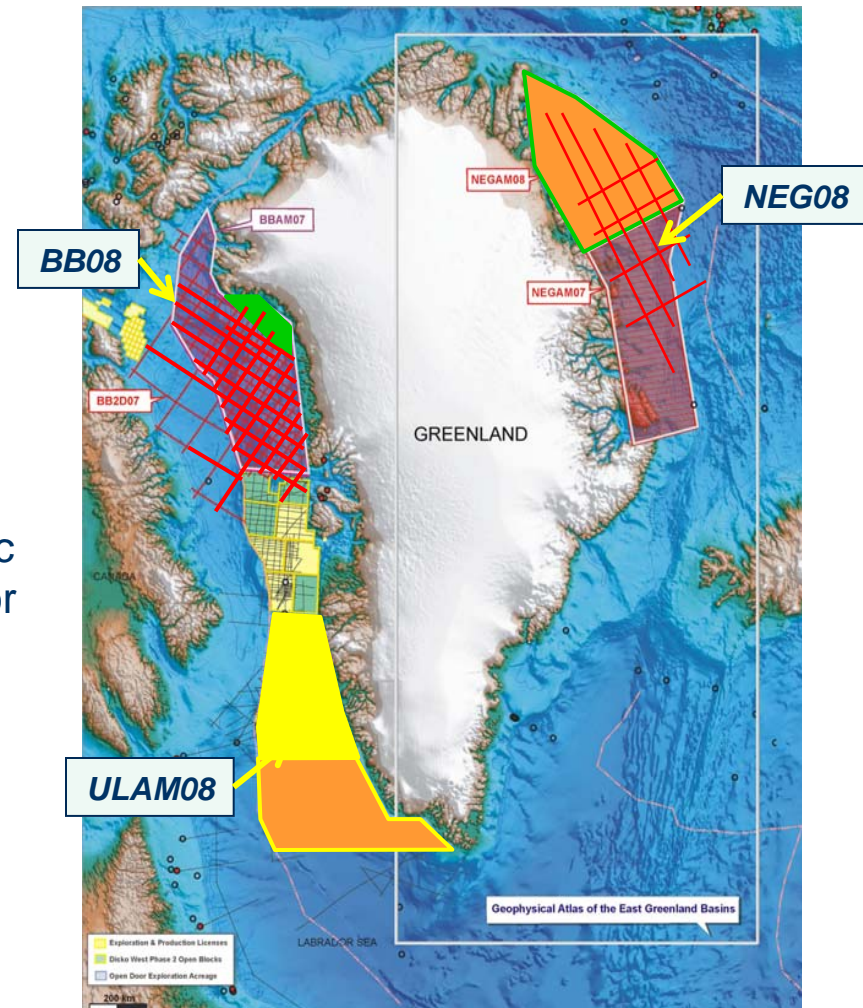 NEGAM08
NEG08
BBAM07
BB08
NEGAM07
BB2D07
GREENLAND
c
or
CANADA
ULAM08
Geophysical Atlas of the East Greenland Basins
LABRADOR SEA
Exploration & Production Licenses
Disko West Phase 2 Open Blocks
Open Door Exploration Acreage
200 km